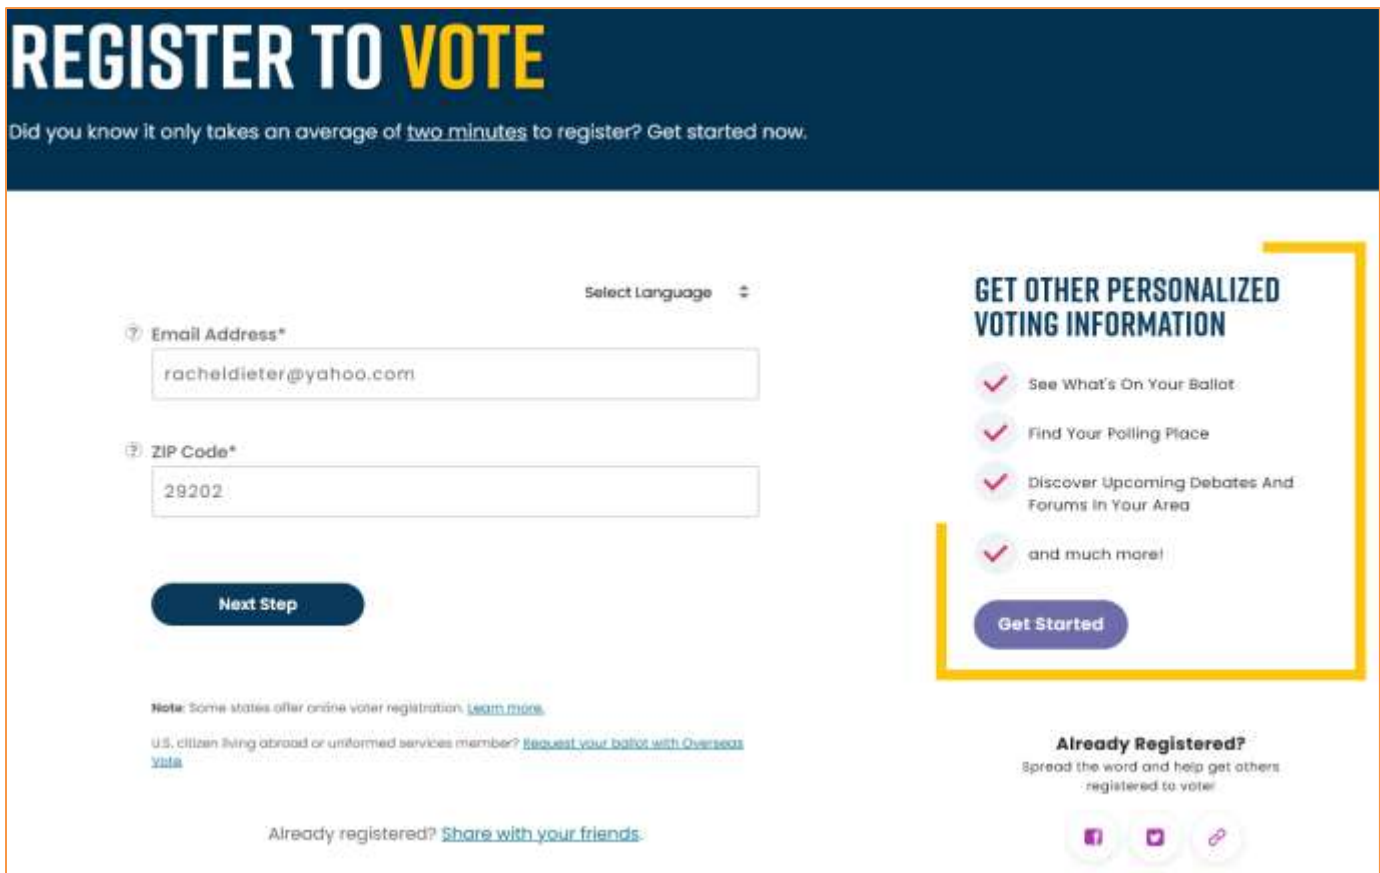 REGISTER TO VOTE
Did you know it only takes an average of two minutes to register? Get started now.
Select Language
Email Address*
racheldieter@yahoo.com
ZIP Code*
29202
Next Step
Note: Some states offer online voter registration. Learn more.
U.S. citizen living abroad or uniformed services member? Request your ballot with Overseas
Vote
Already registered? Share with your friends.
GET OTHER PERSONALIZED
VOTING INFORMATION
See What's On Your Ballot
Find Your Polling Place
Discover Upcoming Debates And
Forums In Your Area
and much more!
Get Started
Already Registered?
Spread the word and help get others
registered to vote!